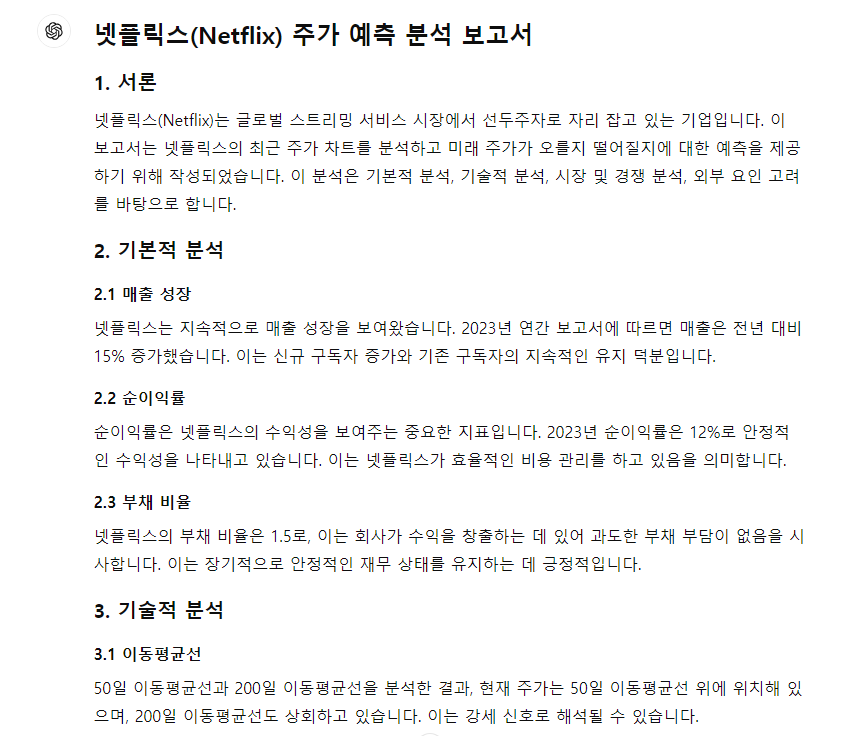 넷플릭스(Netflix) 주가 예측 분석 보고서
1. 서론
넷플릭스(Netflix)는 글로벌 스트리밍 서비스 시장에서 선두주자로 자리 잡고 있는 기업입니다. 이
보고서는 넷플릭스의 최근 주가 차트를 분석하고 미래 주가가 오를지 떨어질지에 대한 예측을 제공
하기 위해 작성되었습니다. 이 분석은 기본적 분석, 기술적 분석, 시장 및 경쟁 분석, 외부 요인 고려
를 바탕으로 합니다.
2. 기본적 분석
2.1 매출 성장
넷플릭스는 지속적으로 매출 성장을 보여왔습니다. 2023년 연간 보고서에 따르면 매출은 전년 대비
15% 증가했습니다. 이는 신규 구독자 증가와 기존 구독자의 지속적인 유지 덕분입니다.
2.2 순이익률
순이익률은 넷플릭스의 수익성을 보여주는 중요한 지표입니다. 2023년 순이익률은 12%로 안정적
인 수익성을 나타내고 있습니다. 이는 넷플릭스가 효율적인 비용 관리를 하고 있음을 의미합니다.
2.3 부채 비율
넷플릭스의 부채 비율은 1.5로, 이는 회사가 수익을 창출하는 데 있어 과도한 부채 부담이 없음을 시
사합니다. 이는 장기적으로 안정적인 재무 상태를 유지하는 데 긍정적입니다.
3. 기술적 분석
3.1 이동평균선
50일 이동평균선과 200일 이동평균선을 분석한 결과, 현재 주가는 50일 이동평균선 위에 위치해 있
으며, 200일 이동평균선도 상회하고 있습니다. 이는 강세 신호로 해석될 수 있습니다.